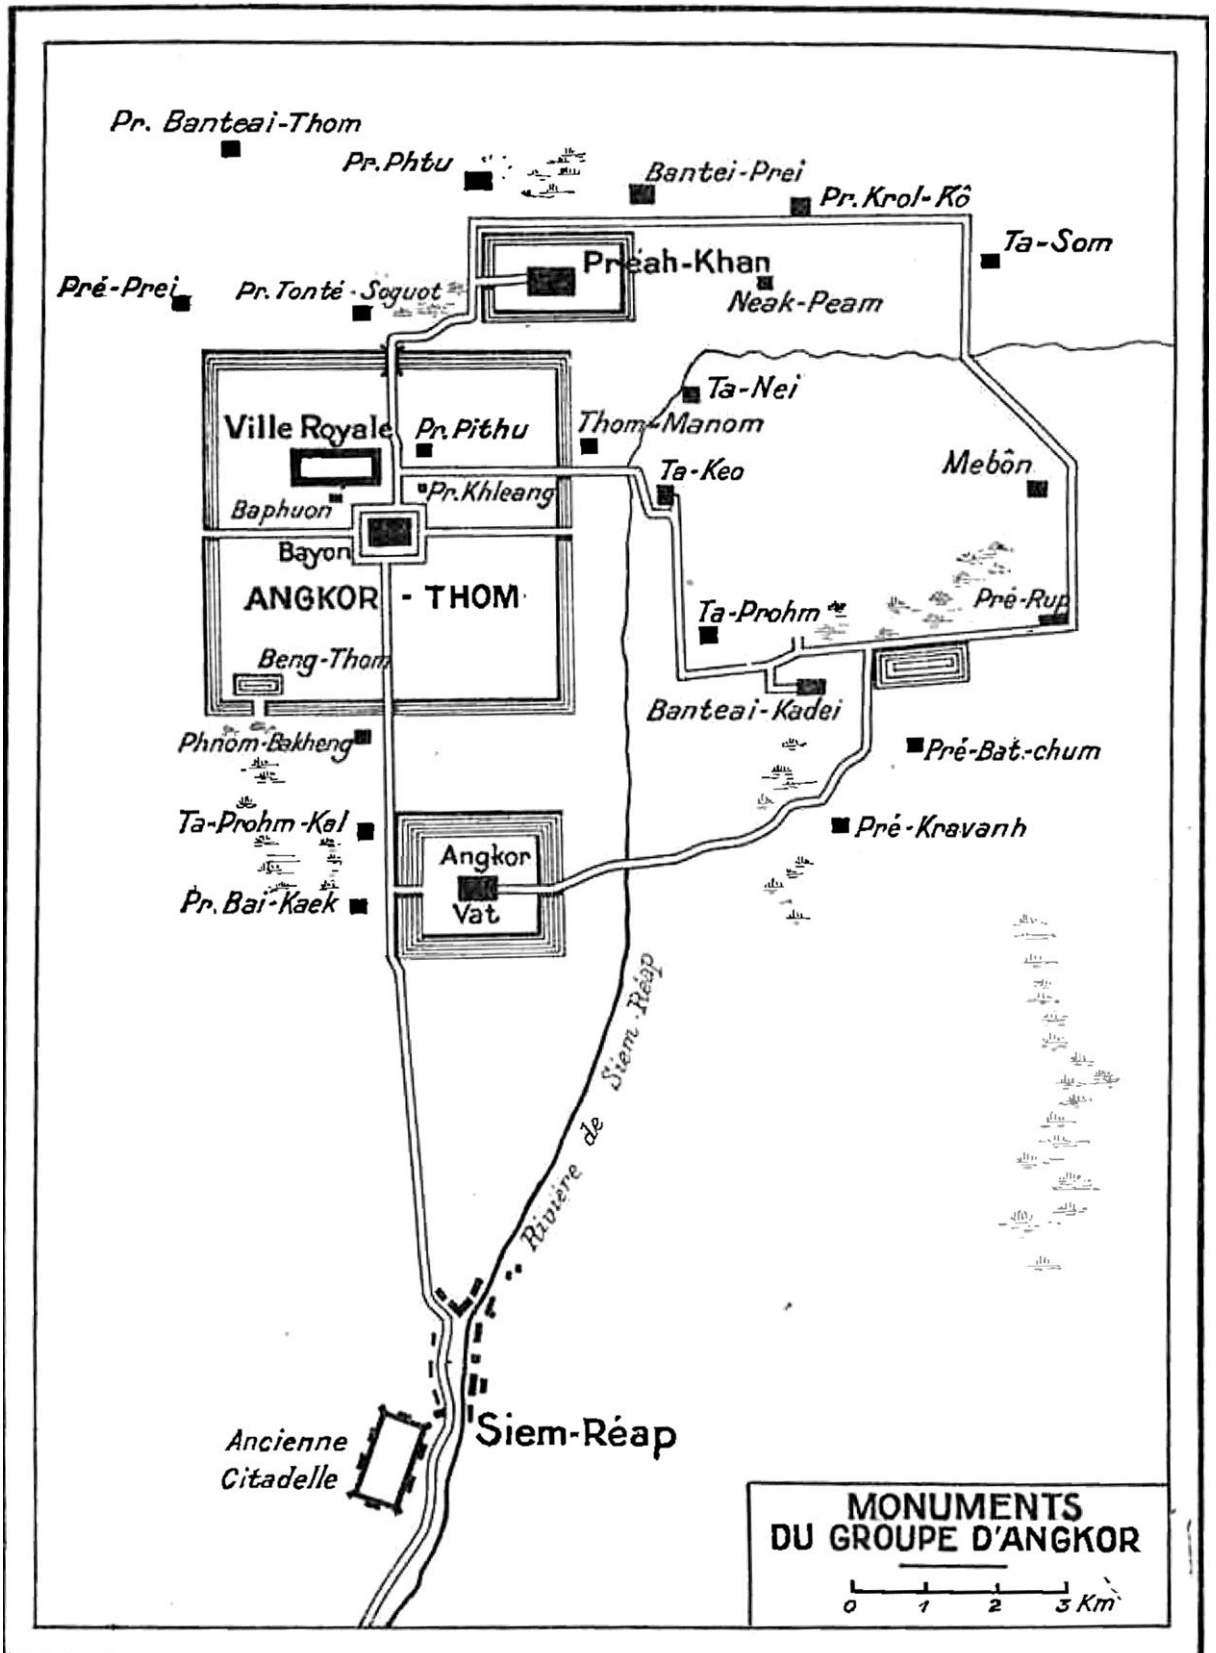 Pr. Banteai-Thom
Pr. Phtu
Bantei-Prei
Pr. Krol-Kô
Ta-Som
Préah-Khan
Pré-Prei
Pr. Tonté-Soguot
Neak-Peam
Ta-Nei
Ville Royale
Pr. Pithu
Thom-Manom
Ta-Keo
Mebôn
Pr. Khleang
Baphuon
Bayon
ANGKOR - THOM
Ta-Prohm
Pré-Rup
Beng-Thom
Banteai-Kadei
Phnom-Bakheng
Pré-Bat-chum
Ta-Prohm-Kal
Pré-Kravanh
Angkor
Vat
Pr. Bai-Kaek
Rivière de Siem-Réap
Siem-Réap
Ancienne
Citadelle
MONUMENTS
DU GROUPE D'ANGKOR
0 1 2 3 Km